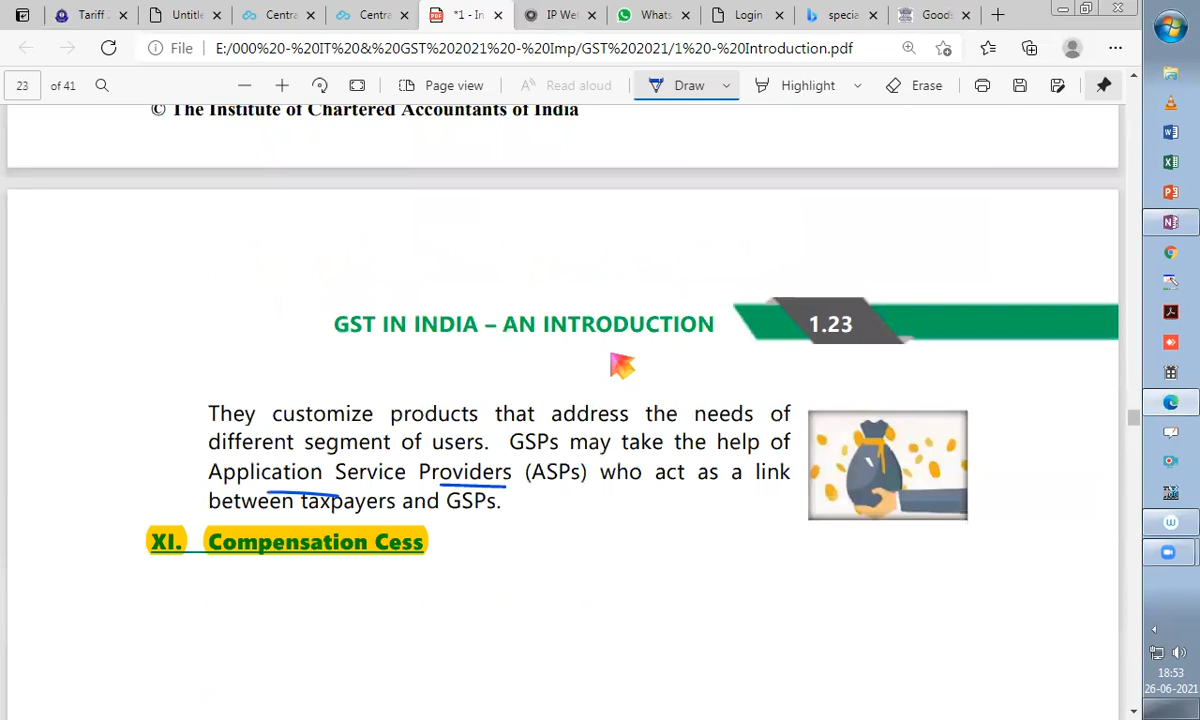 Tariff
Untitle
Centra
Centra
*1 - In
IP We
Whats
Login
specia
Good
File
E:/000%20-%20IT%20&%20GST%202021%20-%20Imp/GST%202021/1%20-%20Introduction.pdf
23 of 41
Page view
Read aloud
Draw
Highlight
Erase
© The Institute of Chartered Accountants of India
GST IN INDIA – AN INTRODUCTION 1.23
They customize products that address the needs of
different segment of users. GSPs may take the help of
Application Service Providers (ASPs) who act as a link
between taxpayers and GSPs.
XI. Compensation Cess
18:53
26-06-2021